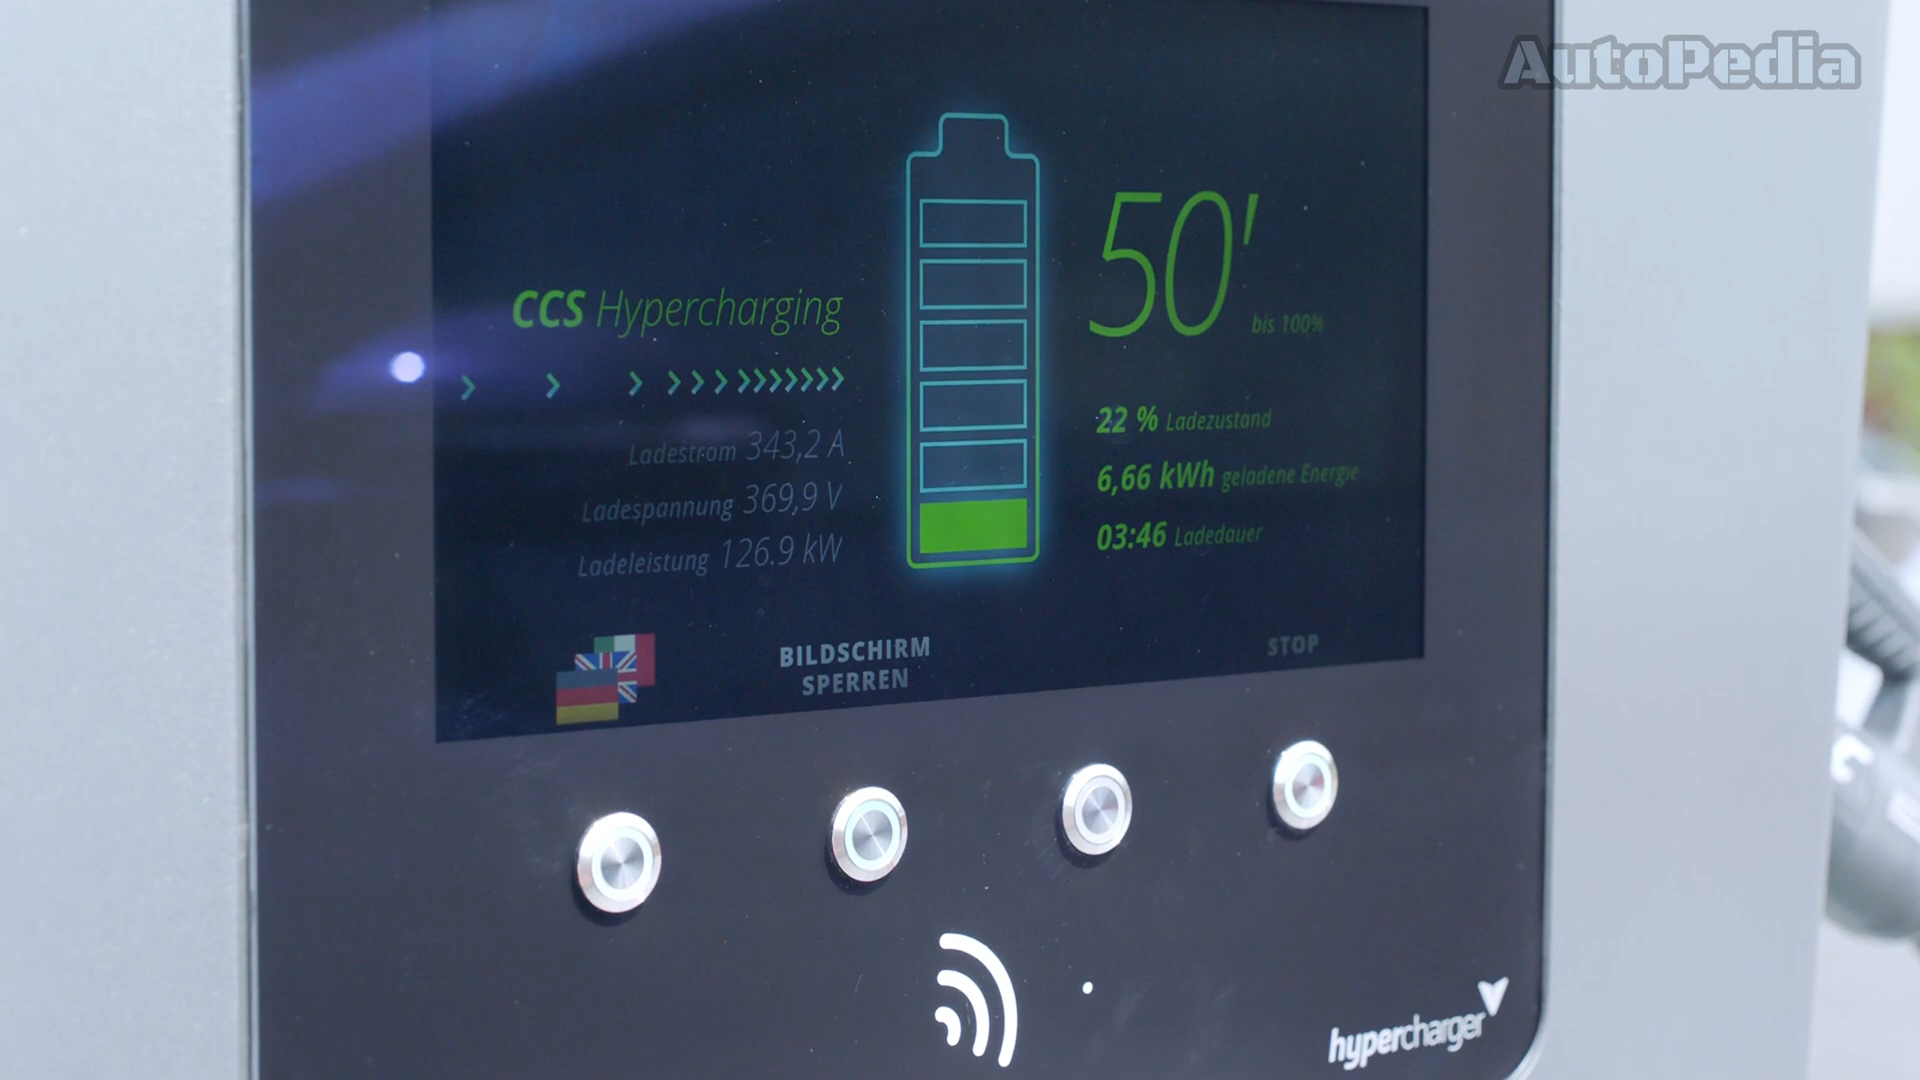 AutoPedia
CCS Hypercharging
Ladestrom 343,2 A
Ladespannung 369,9 V
Ladeleistung 126.9 kW
50'
bis 100%
22 % Ladezustand
6,66 kWh geladene Energie
03:46 Ladedauer
BILDSCHIRM
SPERREN
STOP
hypercharger